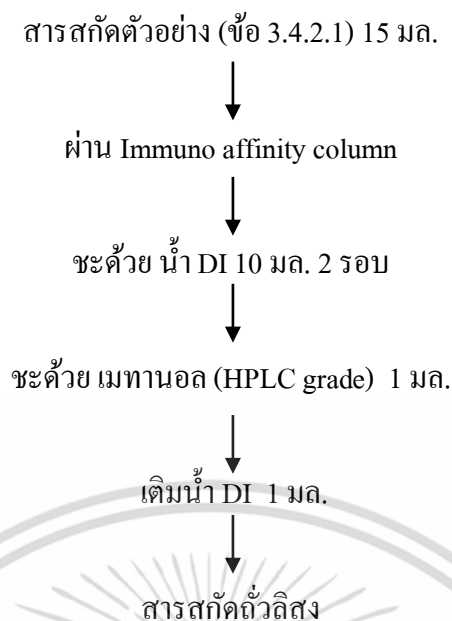 สารสกัดตัวอย่าง (ข้อ 3.4.2.1) 15 มล.
ผ่าน Immuno affinity column
ชะด้วย น้ำ DI 10 มล. 2 รอบ
ชะด้วย เมทานอล (HPLC grade) 1 มล.
เติมน้ำ DI 1 มล.
สารสกัดถั่วลิสง